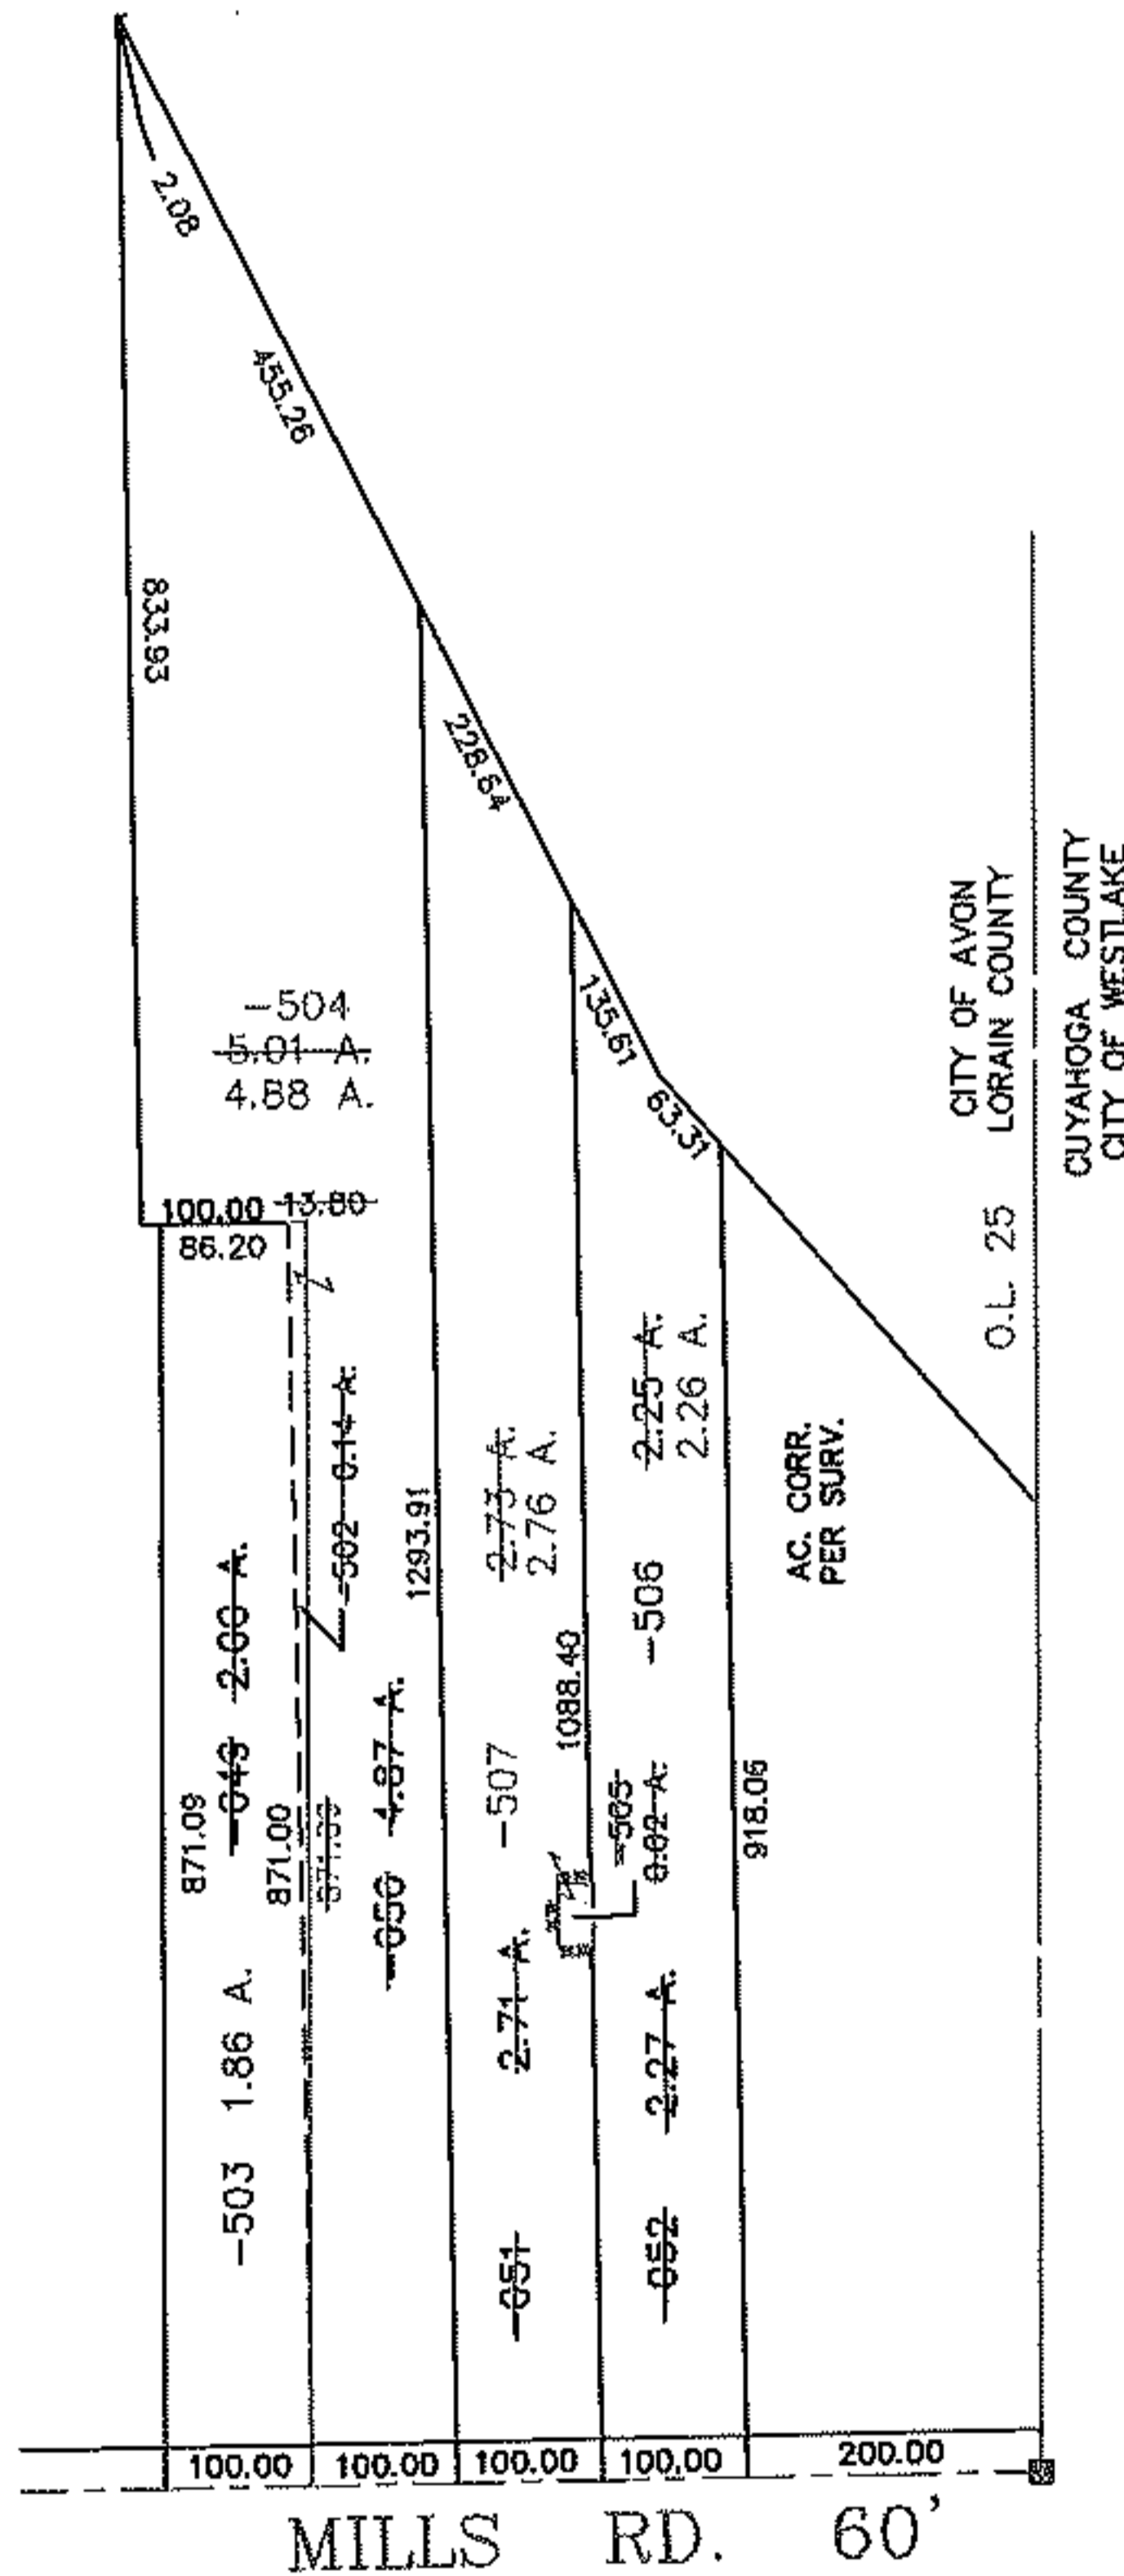 2.08
455.26
833.93
228.64
-504
5.01 A.
4.88 A.
135.61
63.31
CITY OF AVON
LORAIN COUNTY
CUYAHOGA COUNTY
CITY OF WESTLAKE
O.L. 25
100.00 13.80
86.20
-502 0.14 A.
1293.91
2.73 A.
2.76 A.
2.25 A.
2.26 A.
AC. CORR.
PER SURV.
-049 2.00 A.
871.09
871.00
871.00
-050 4.87 A.
-507
1088.40
-506
-505
0.02 A.
918.06
-503 1.86 A.
2.71 A.
-051
2.27 A.
052
100.00 100.00 100.00 100.00 200.00
MILLS RD. 60'